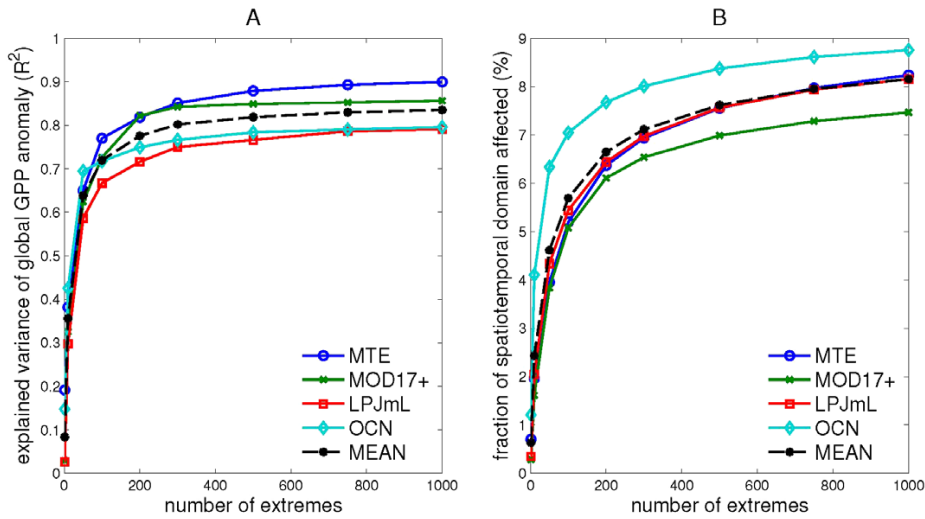 A
explained variance of global GPP anomaly (R²)
1
0.9
0.8
0.7
0.6
0.5
0.4
0.3
0.2
0.1
0
0 200 400 600 800 1000
number of extremes
MTE
MOD17+
LPJmL
OCN
MEAN
B
fraction of spatiotemporal domain affected (%)
9
8
7
6
5
4
3
2
1
0
0 200 400 600 800 1000
number of extremes
MTE
MOD17+
LPJmL
OCN
MEAN